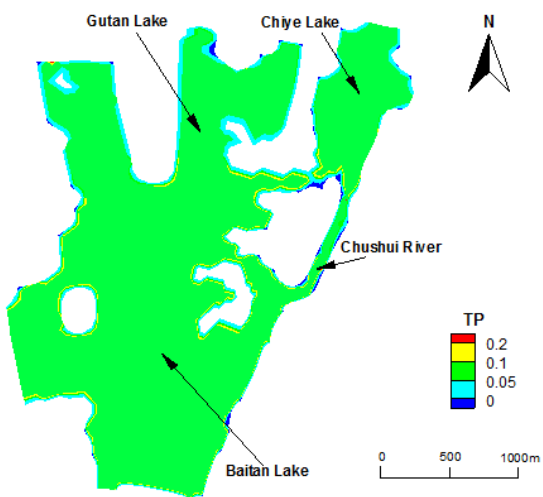 Gutan Lake
Chiye Lake
N
Chushui River
TP
0.2
0.1
0.05
0
Baitan Lake
0 500 1000m